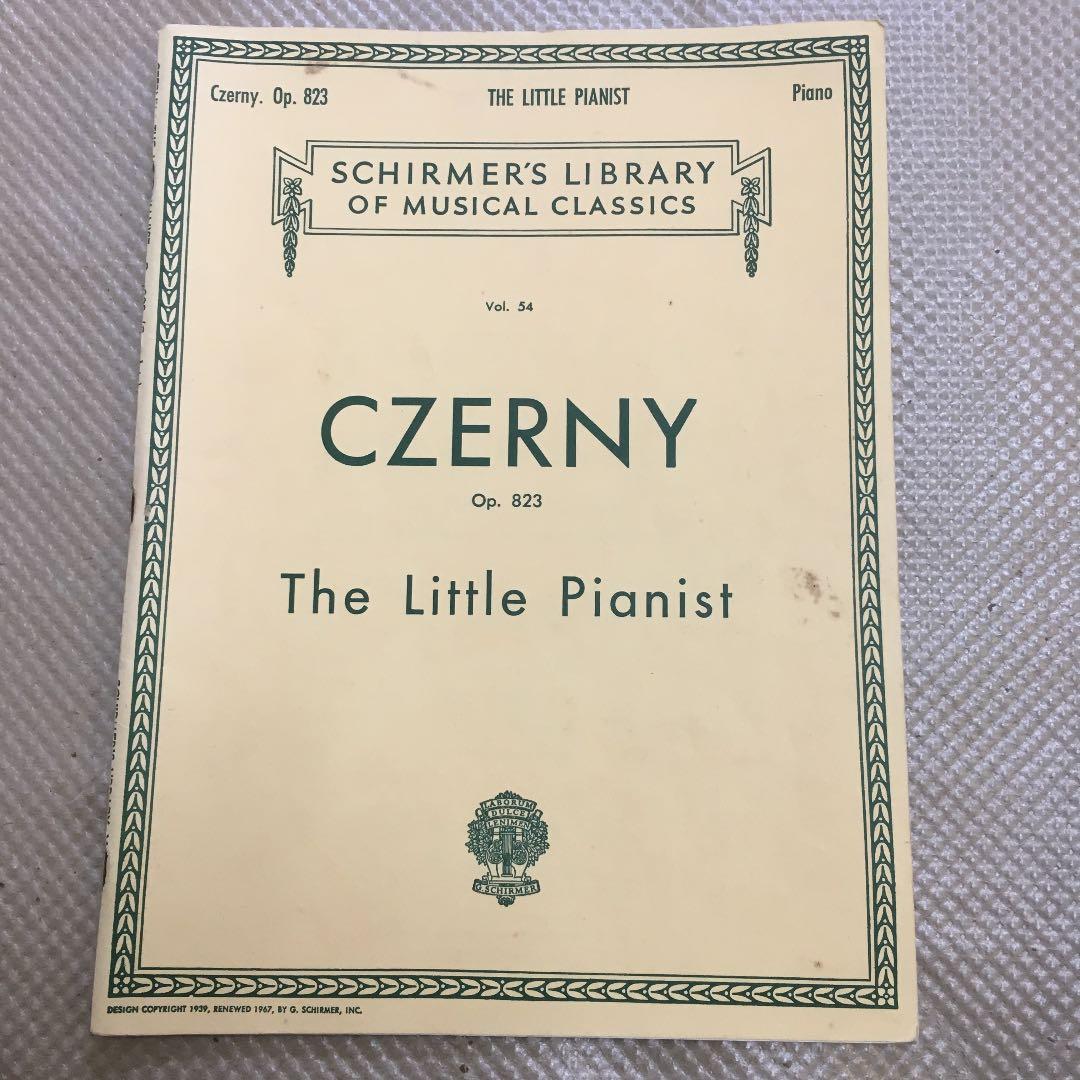 Czerny. Op. 823
THE LITTLE PIANIST
Piano
SCHIRMER'S LIBRARY
OF MUSICAL CLASSICS
Vol. 54
CZERNY
Op. 823
The Little Pianist
LABORUM
DULCE
LENIMEN
G. SCHIRMER
DESIGN COPYRIGHT 1939, RENEWED 1967, BY G. SCHIRMER, INC.